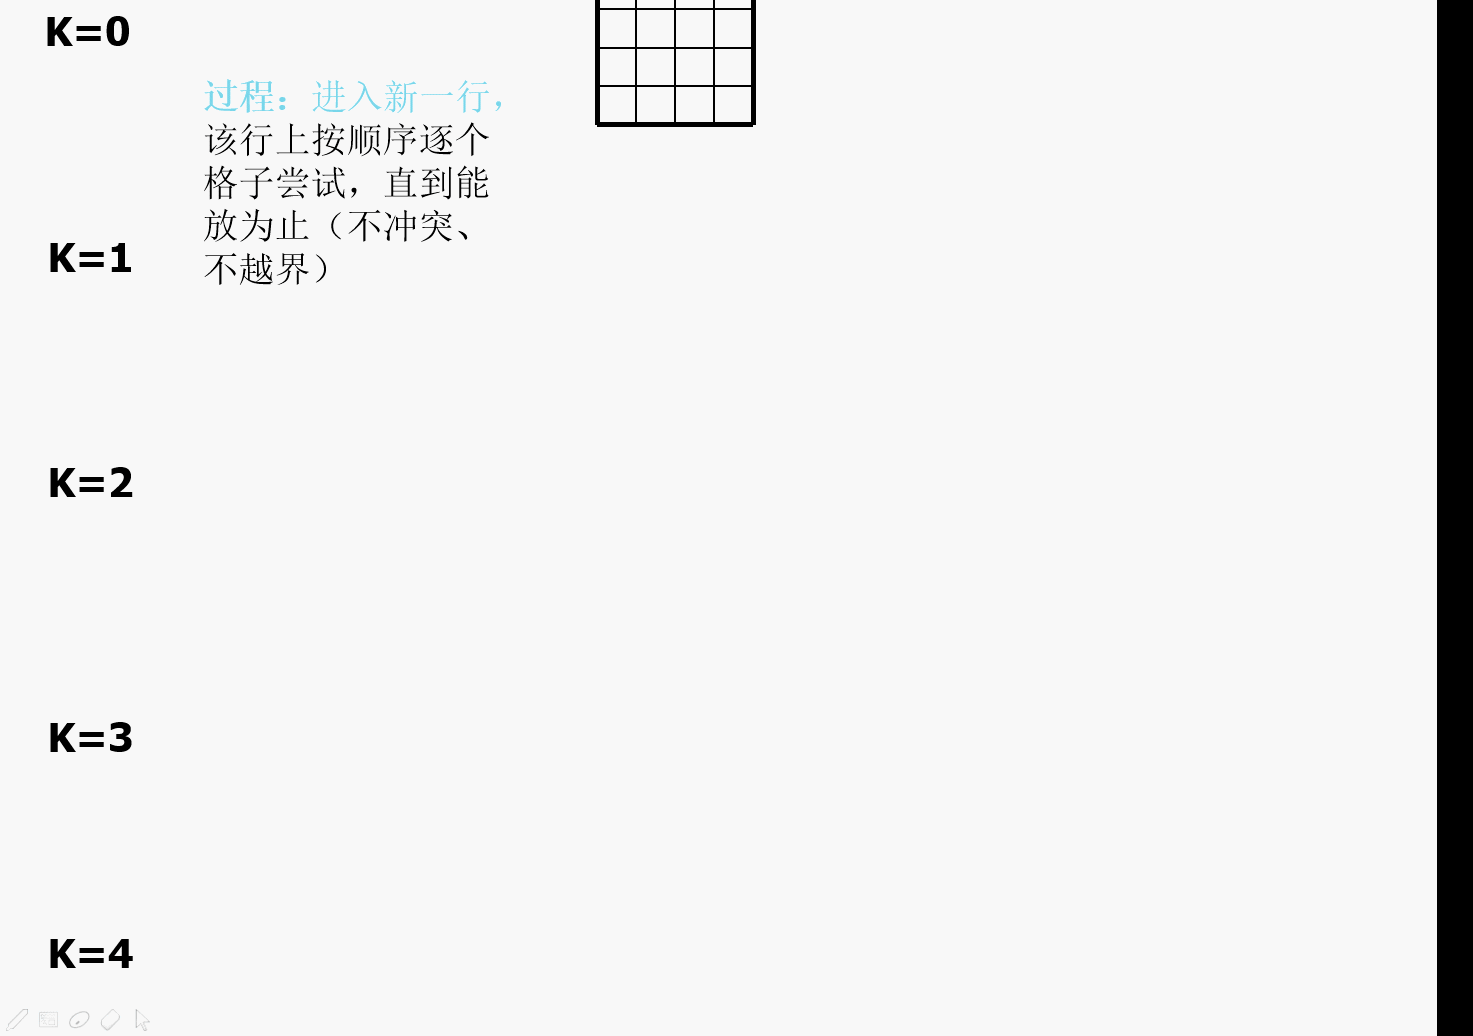 K=0
过程：进入新一行，
该行上按顺序逐个
格子尝试，直到能
放为止（不冲突、
K=1
不越界）
K=2
K=3
K=4